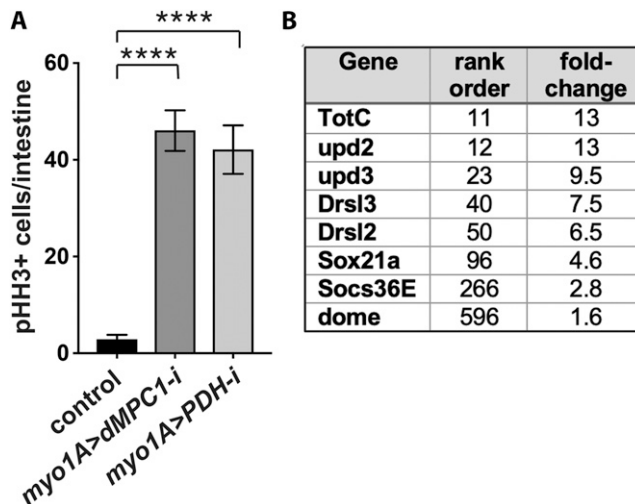 A
****
****
pHH3+ cells/intestine
60
40
20
0
control
myo1A>dMPC1-i
myo1A>PDH-i
B
Gene rank order fold-change
TotC 11 13
upd2 12 13
upd3 23 9.5
Drsl3 40 7.5
Drsl2 50 6.5
Sox21a 96 4.6
Socs36E 266 2.8
dome 596 1.6